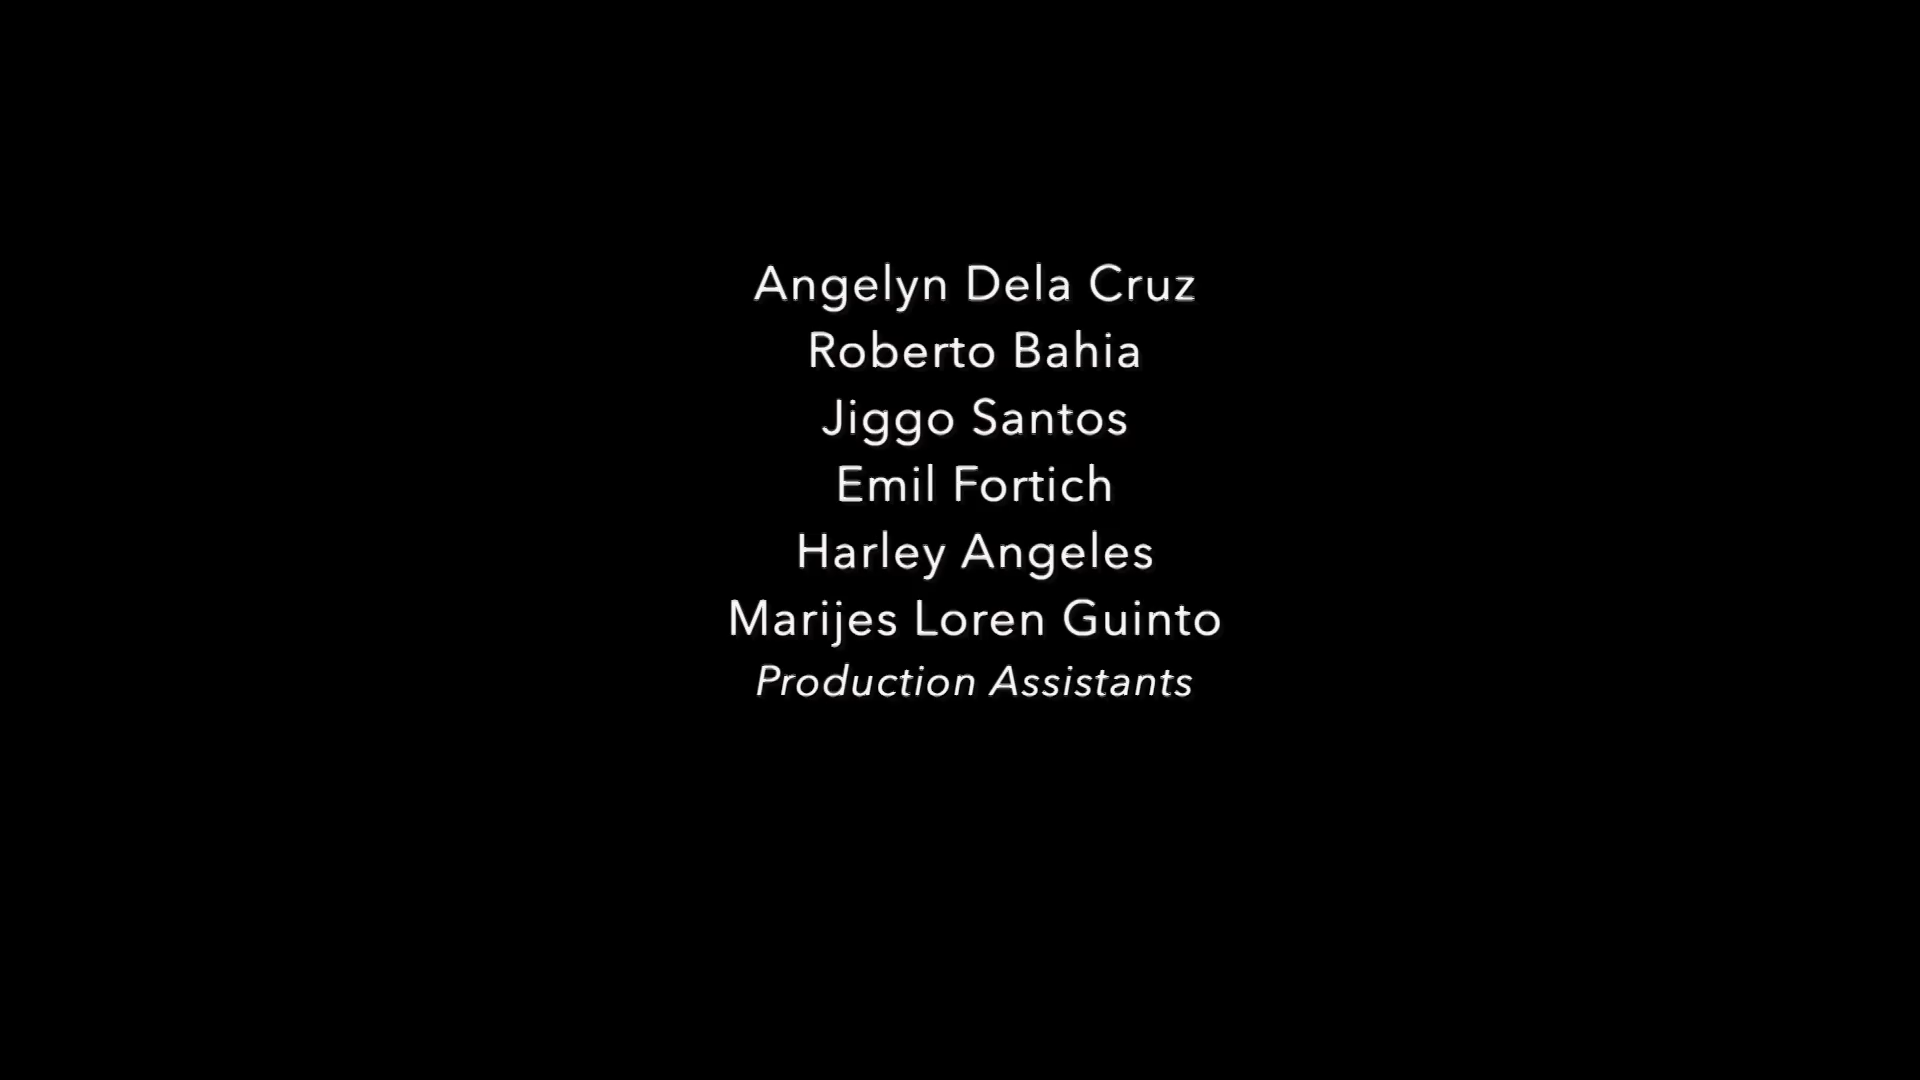 Angelyn Dela Cruz
Roberto Bahia
Jiggo Santos
Emil Fortich
Harley Angeles
Marijes Loren Guinto
Production Assistants